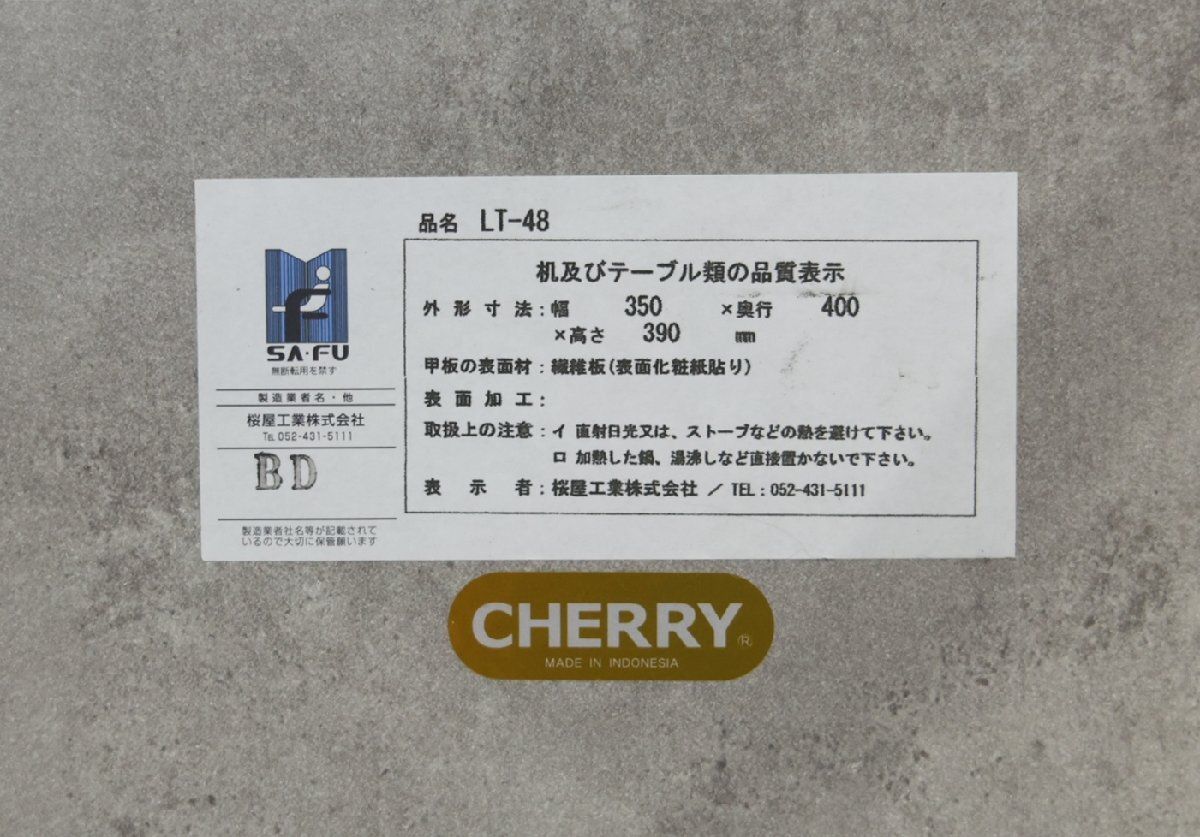 品名 LT-48
机及びテーブル類の品質表示
外形寸法:幅 350 ×奥行 400
×高さ 390 mm
甲板の表面材:繊維板(表面化粧紙貼り)
表面加工:
取扱上の注意:イ 直射日光又は、ストーブなどの熱を避けて下さい。
ロ 加熱した鍋、湯沸しなど直接置かないで下さい。
表示者:桜屋工業株式会社 / TEL:052-431-5111
SA・FU
無断転用を禁ず
製造業者名・他
桜屋工業株式会社
TEL 052-431-5111
BD
製造業者社名等が記載されて
いるので大切に保管願います
CHERRY®
MADE IN INDONESIA